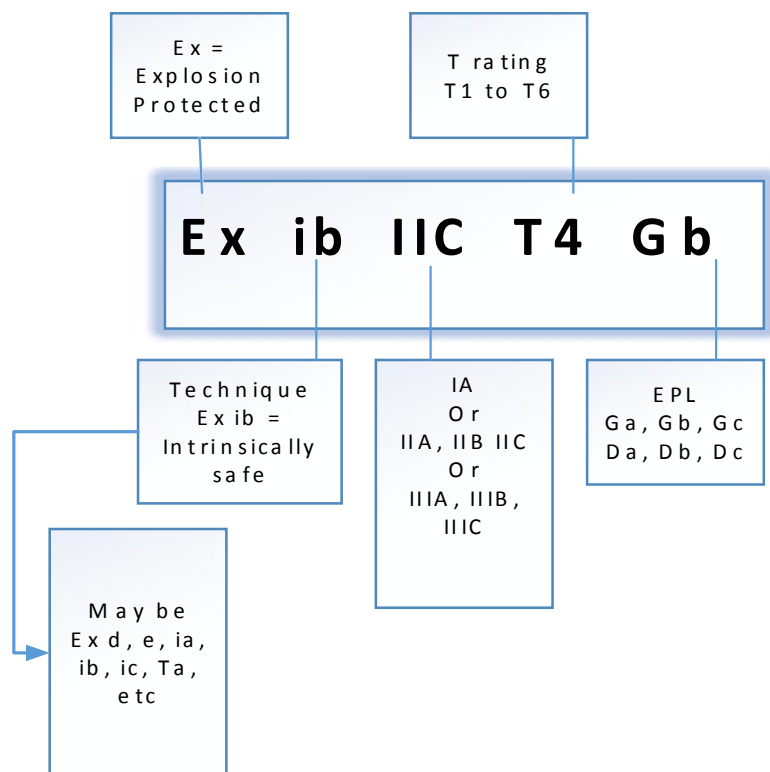 Ex =
Explosion
Protected
T rating
T1 to T6
Ex ib IIC T4 Gb
Technique
Ex ib =
Intrinsically
safe
IA
Or
IIA, IIB IIC
Or
IIIA, IIIB,
IIIC
EPL
Ga, Gb, Gc
Da, Db, Dc
May be
Ex d, e, ia,
ib, ic, Ta,
etc